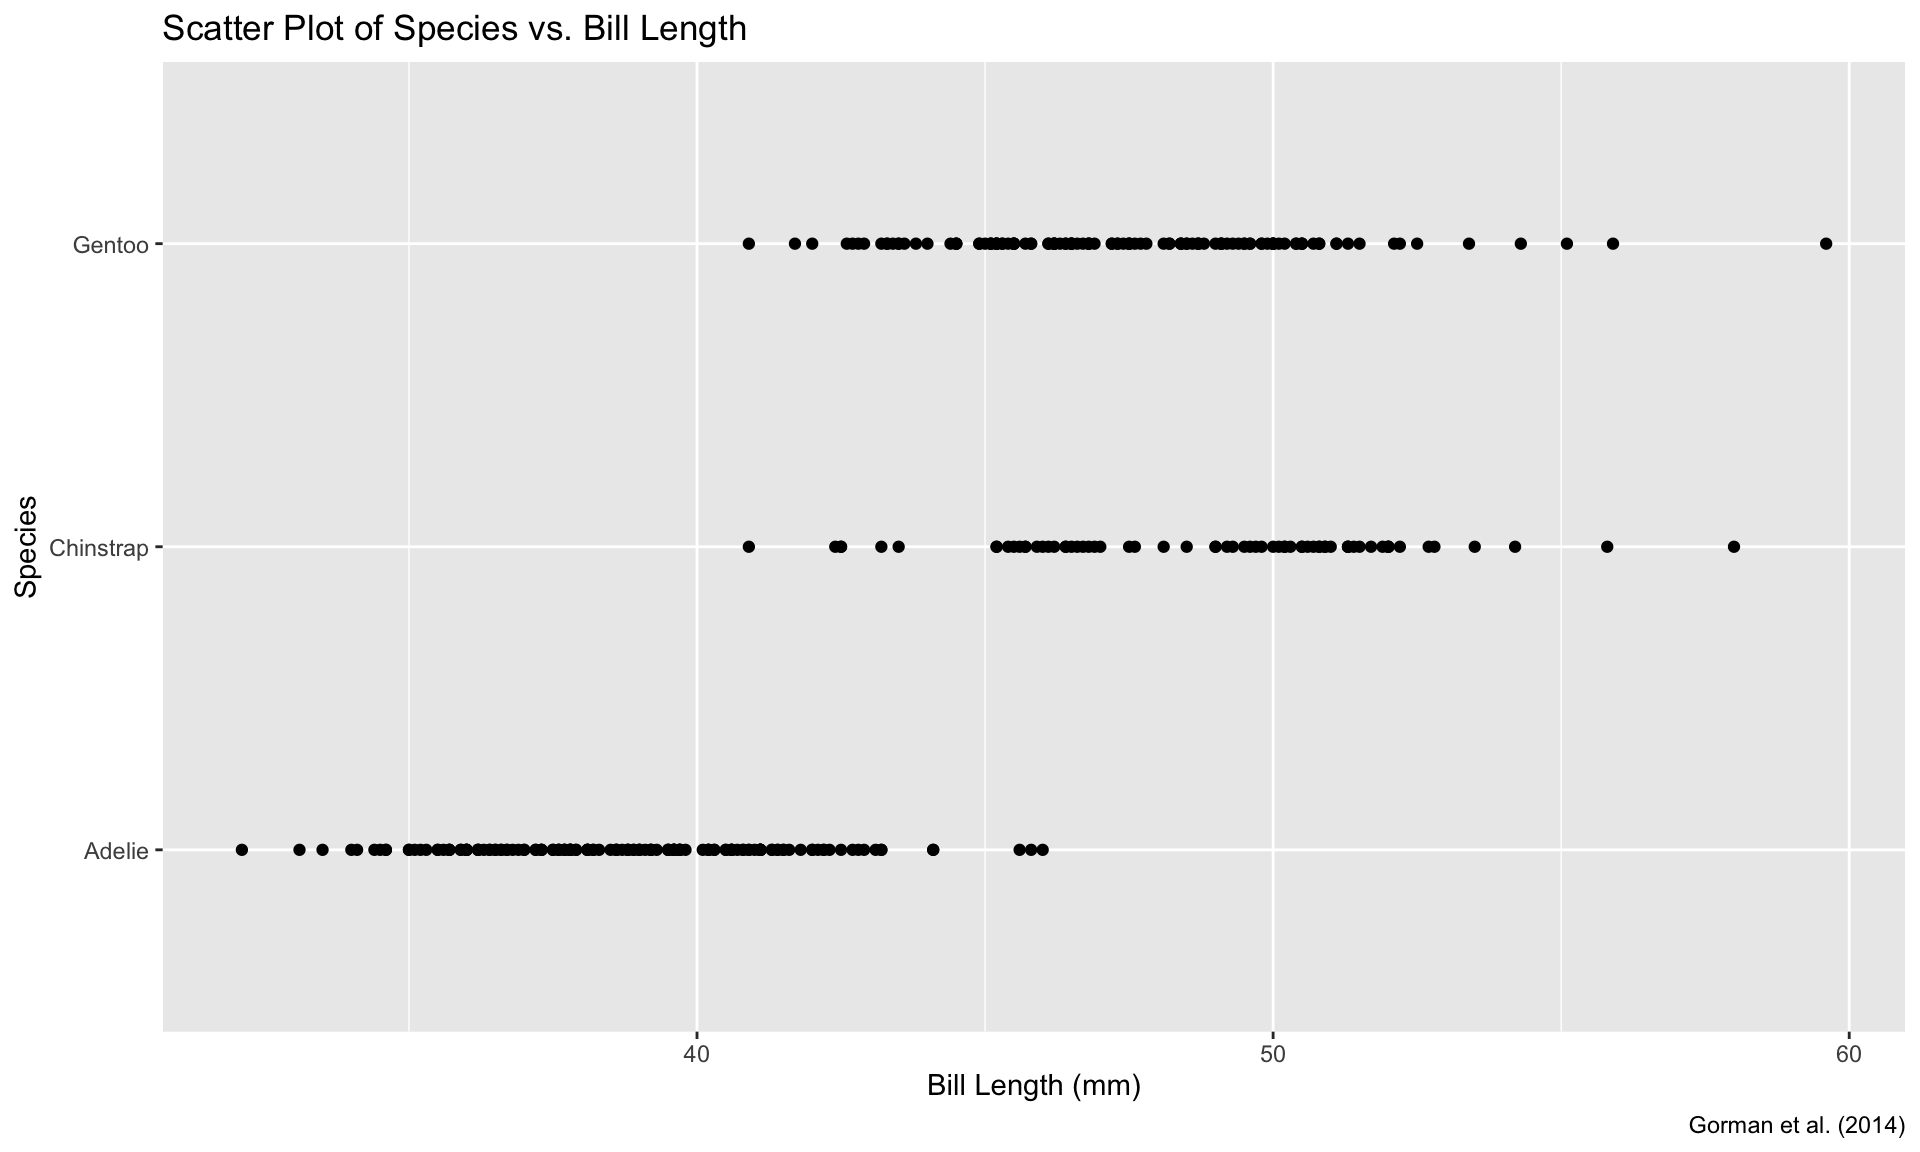 Scatter Plot of Species vs. Bill Length
Species
Gentoo
Chinstrap
Adelie
40
50
60
Bill Length (mm)
Gorman et al. (2014)